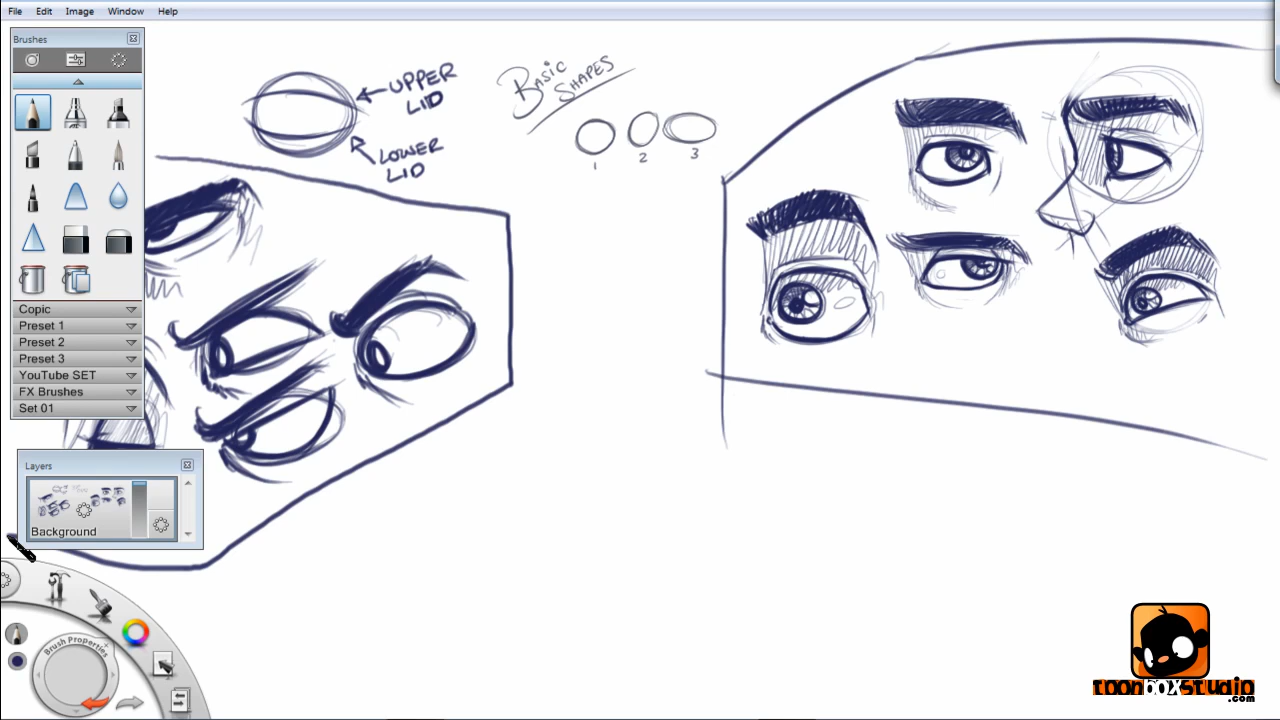 File Edit Image Window Help
Brushes
Copic
Preset 1
Preset 2
Preset 3
YouTube SET
FX Brushes
Set 01
Layers
Background
Brush Properties
UPPER
LID
LOWER
LID
BASIC
SHAPES
1 2 3
toonboxstudio
.com